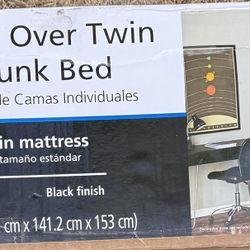 Over Twin
unk Bed
de Camas Individuales
in mattress
tamaño estándar
Black finish
cm x 141.2 cm x 153 cm)